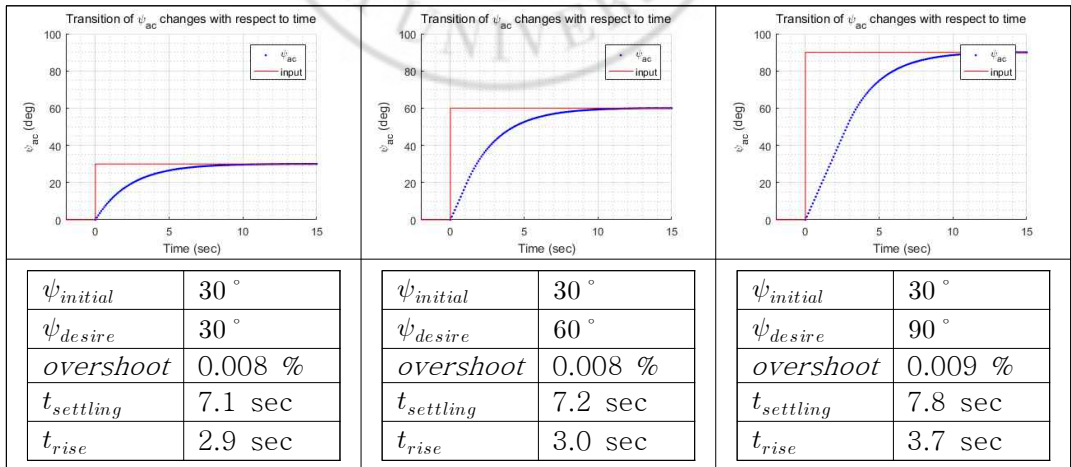 Transition of ψac changes with respect to time
100
80
60
40
20
0
ψac (deg)
ψac
input
0 5 10 15
Time (sec)
Transition of ψac changes with respect to time
100
80
60
40
20
0
ψac (deg)
ψac
input
0 5 10 15
Time (sec)
Transition of ψac changes with respect to time
100
80
60
40
20
0
ψac (deg)
ψac
input
0 5 10 15
Time (sec)
UNIVER
ψinitial 30°
ψdesire 30°
overshoot 0.008 %
tsettling 7.1 sec
trise 2.9 sec
ψinitial 30°
ψdesire 60°
overshoot 0.008 %
tsettling 7.2 sec
trise 3.0 sec
ψinitial 30°
ψdesire 90°
overshoot 0.009 %
tsettling 7.8 sec
trise 3.7 sec